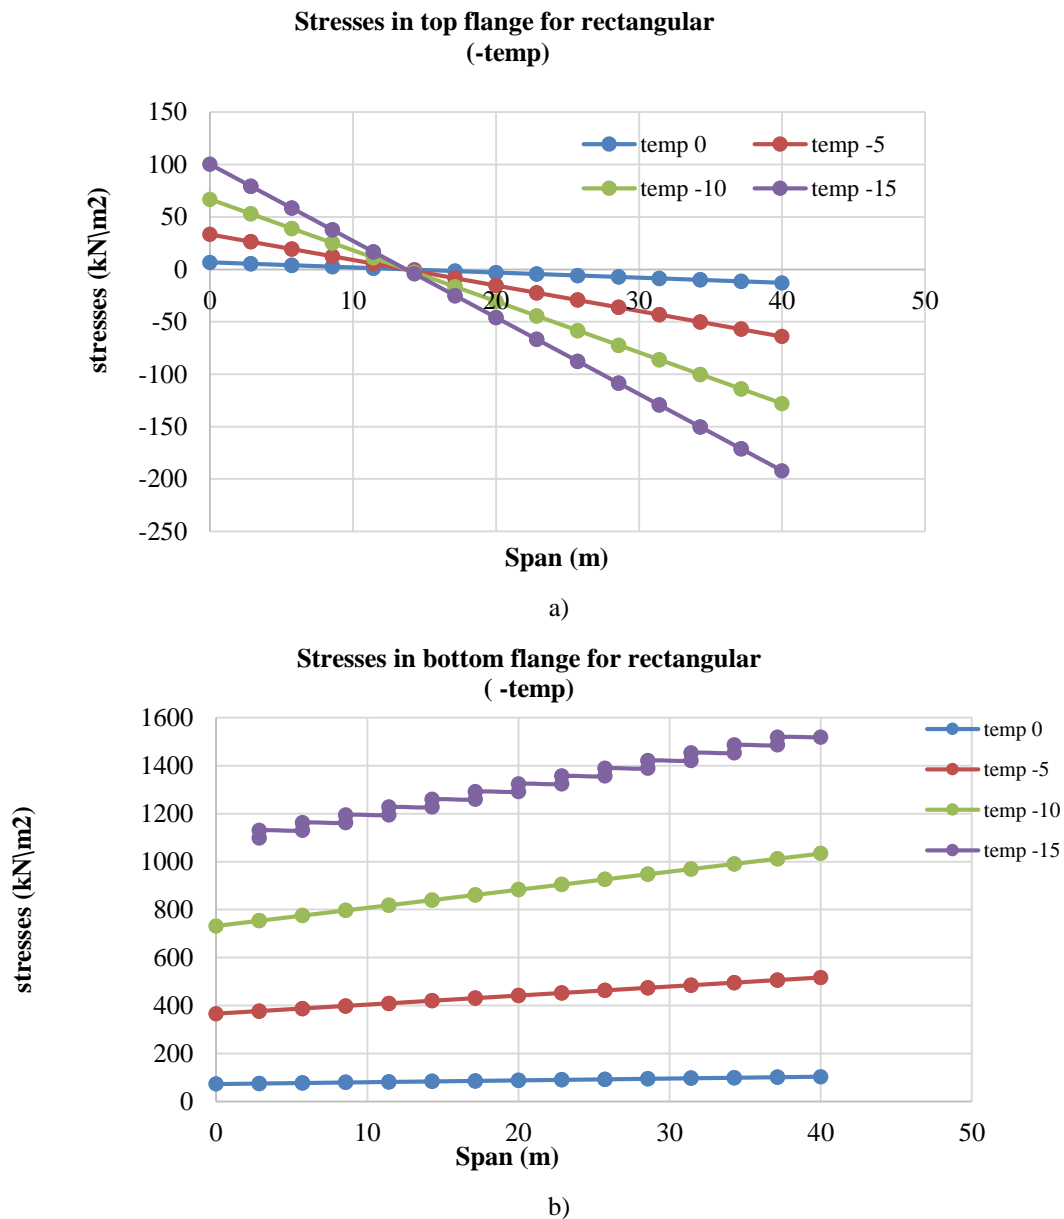 Stresses in top flange for rectangular
(-temp)
150
100
50
0
-50
-100
-150
-200
-250
0
10
20
30
40
50
temp 0
temp -5
temp -10
temp -15
stresses (kN\m2)
Span (m)
a)
Stresses in bottom flange for rectangular
( -temp)
1600
1400
1200
1000
800
600
400
200
0
0
10
20
30
40
50
temp 0
temp -5
temp -10
temp -15
stresses (kN\m2)
Span (m)
b)